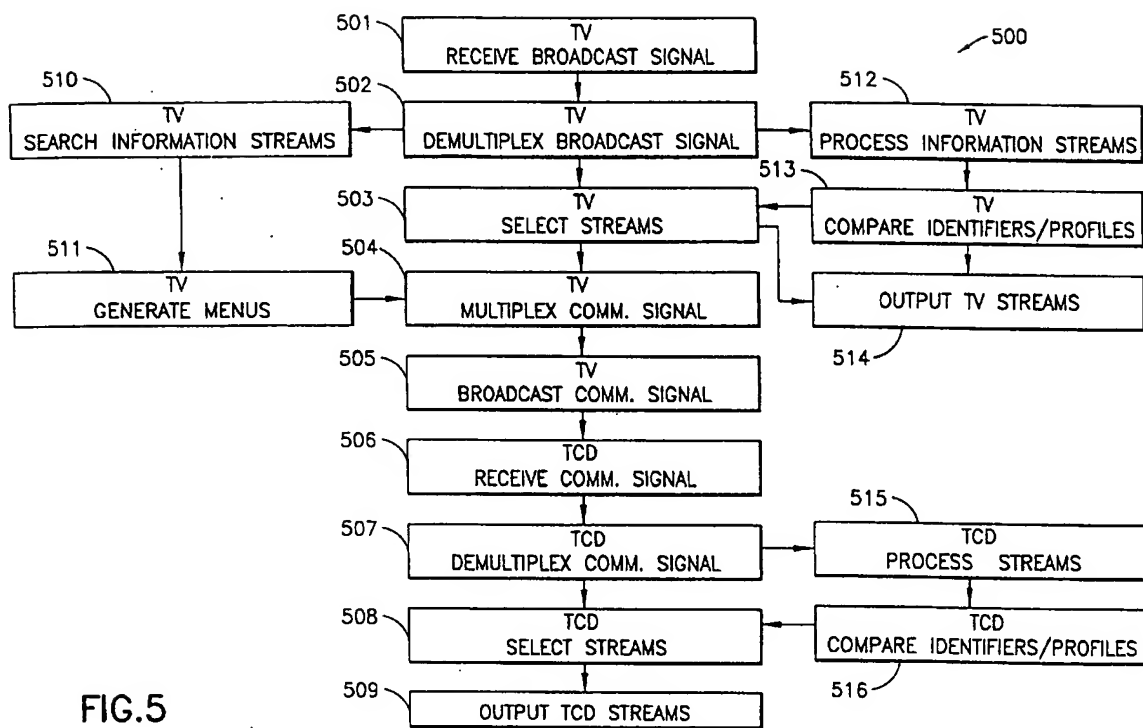 501
TV
RECEIVE BROADCAST SIGNAL
500
510
TV
SEARCH INFORMATION STREAMS
502
TV
DEMULTIPLEX BROADCAST SIGNAL
512
TV
PROCESS INFORMATION STREAMS
503
TV
SELECT STREAMS
513
TV
COMPARE IDENTIFIERS/PROFILES
511
TV
GENERATE MENUS
504
TV
MULTIPLEX COMM. SIGNAL
OUTPUT TV STREAMS
514
505
TV
BROADCAST COMM. SIGNAL
506
TCD
RECEIVE COMM. SIGNAL
507
TCD
DEMULTIPLEX COMM. SIGNAL
515
TCD
PROCESS STREAMS
508
TCD
SELECT STREAMS
TCD
COMPARE IDENTIFIERS/PROFILES
516
509
OUTPUT TCD STREAMS
FIG.5